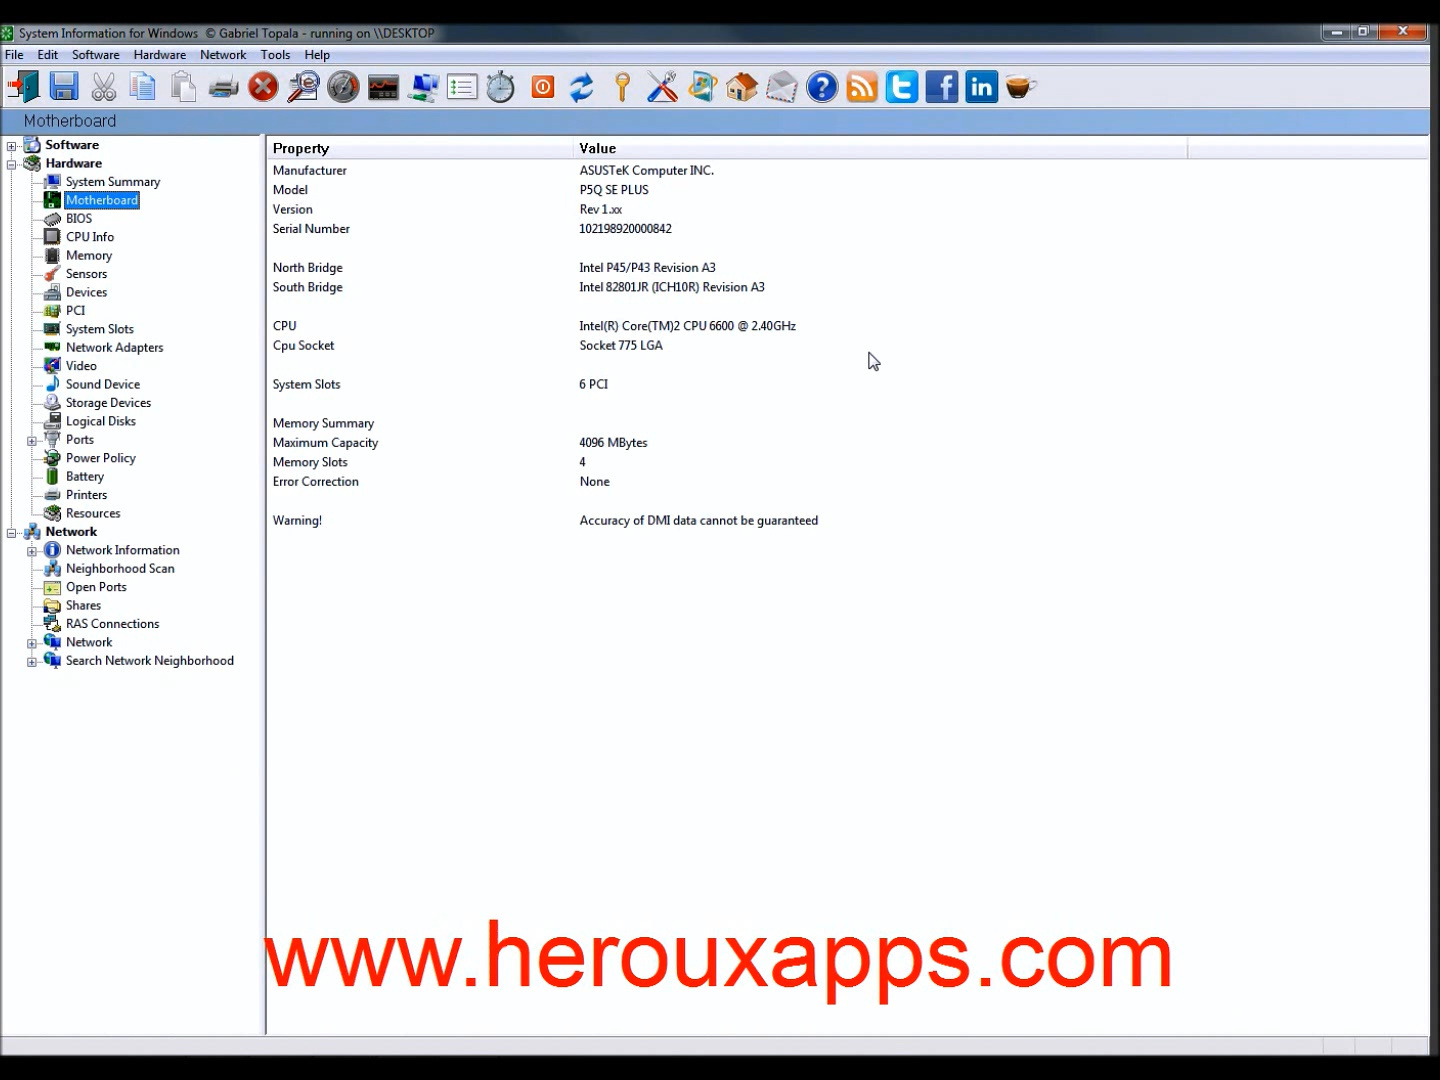 System Information for Windows © Gabriel Topala - running on \\DESKTOP
File Edit Software Hardware Network Tools Help
Motherboard
Software
Hardware
System Summary
Motherboard
BIOS
CPU Info
Memory
Sensors
Devices
PCI
System Slots
Network Adapters
Video
Sound Device
Storage Devices
Logical Disks
Ports
Power Policy
Battery
Printers
Resources
Network
Network Information
Neighborhood Scan
Open Ports
Shares
RAS Connections
Network
Search Network Neighborhood
Property Value
Manufacturer ASUSTeK Computer INC.
Model P5Q SE PLUS
Version Rev 1.xx
Serial Number 102198920000842
North Bridge Intel P45/P43 Revision A3
South Bridge Intel 82801JR (ICH10R) Revision A3
CPU Intel(R) Core(TM)2 CPU 6600 @ 2.40GHz
Cpu Socket Socket 775 LGA
System Slots 6 PCI
Memory Summary
Maximum Capacity 4096 MBytes
Memory Slots 4
Error Correction None
Warning! Accuracy of DMI data cannot be guaranteed
www.herouxapps.com